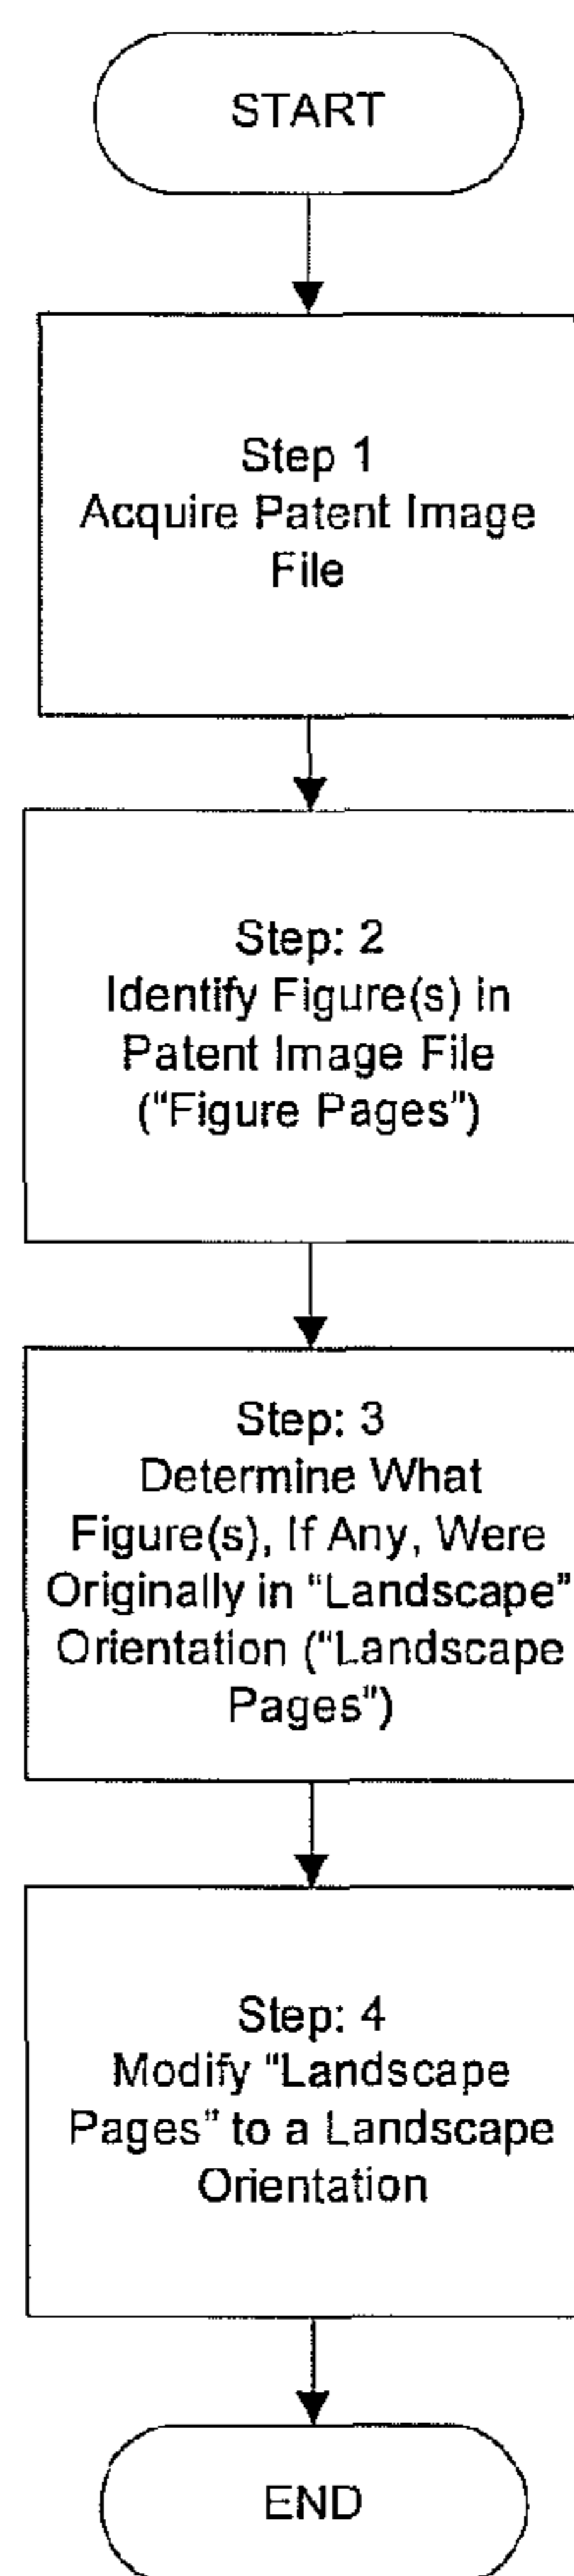 START
Step 1
Acquire Patent Image
File
Step: 2
Identify Figure(s) in
Patent Image File
(“Figure Pages”)
Step: 3
Determine What
Figure(s), If Any, Were
Originally in “Landscape”
Orientation (“Landscape
Pages”)
Step: 4
Modify “Landscape
Pages” to a Landscape
Orientation
END